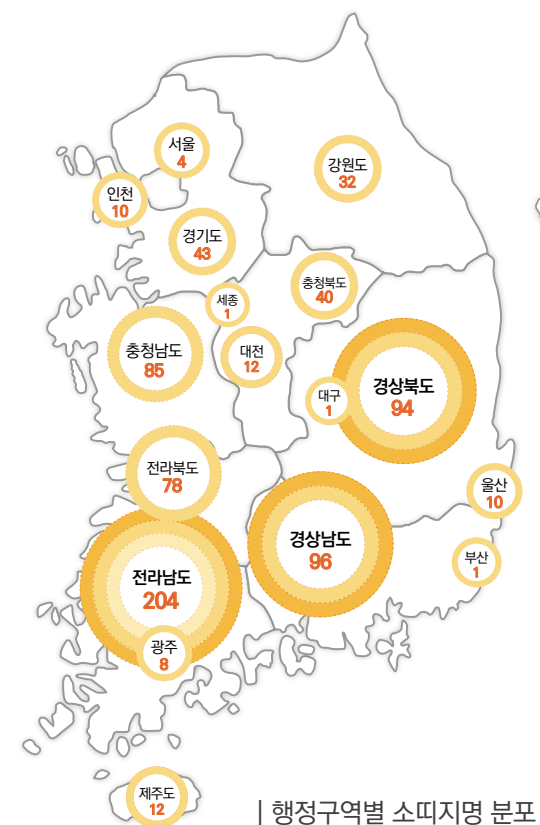 서울
4
강원도
32
인천
10
경기도
43
충청북도
40
세종
1
충청남도
85
대전
12
경상북도
94
대구
1
전라북도
78
울산
10
경상남도
96
부산
1
전라남도
204
광주
8
제주도
12
| 행정구역별 소띠지명 분포